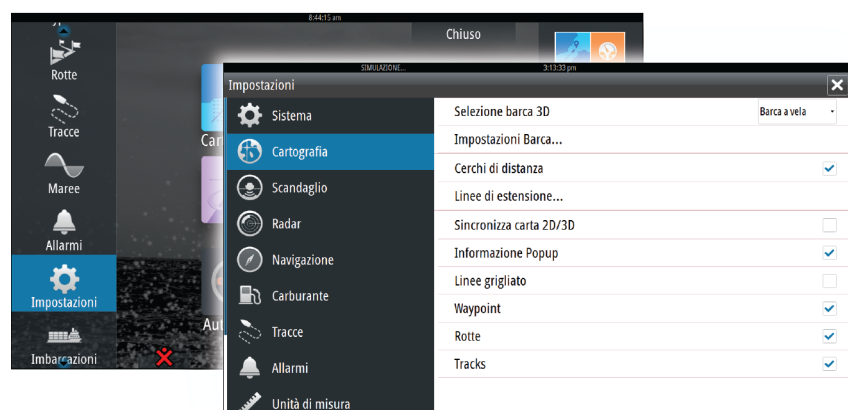 8:44:15 am
Chiuso
Rotte
Tracce
Maree
Allarmi
Impostazioni
Imbarcazioni
Car
Aut
SIMULAZIONE...
3:13:33 pm
Impostazioni
Sistema
Cartografia
Scandaglio
Radar
Navigazione
Carburante
Tracce
Allarmi
Unità di misura
Selezione barca 3D
Barca a vela
Impostazioni Barca...
Cerchi di distanza
Linee di estensione...
Sincronizza carta 2D/3D
Informazione Popup
Linee grigliato
Waypoint
Rotte
Tracks